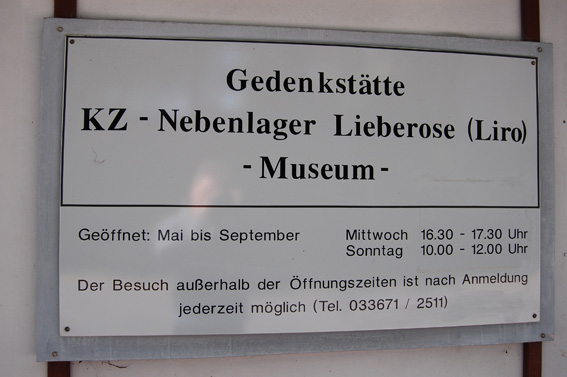 Gedenkstätte
KZ - Nebenlager Lieberose (Liro)
- Museum -
Geöffnet: Mai bis September Mittwoch 16.30 - 17.30 Uhr
Sonntag 10.00 - 12.00 Uhr
Der Besuch außerhalb der Öffnungszeiten ist nach Anmeldung
jederzeit möglich (Tel. 033671 / 2511)